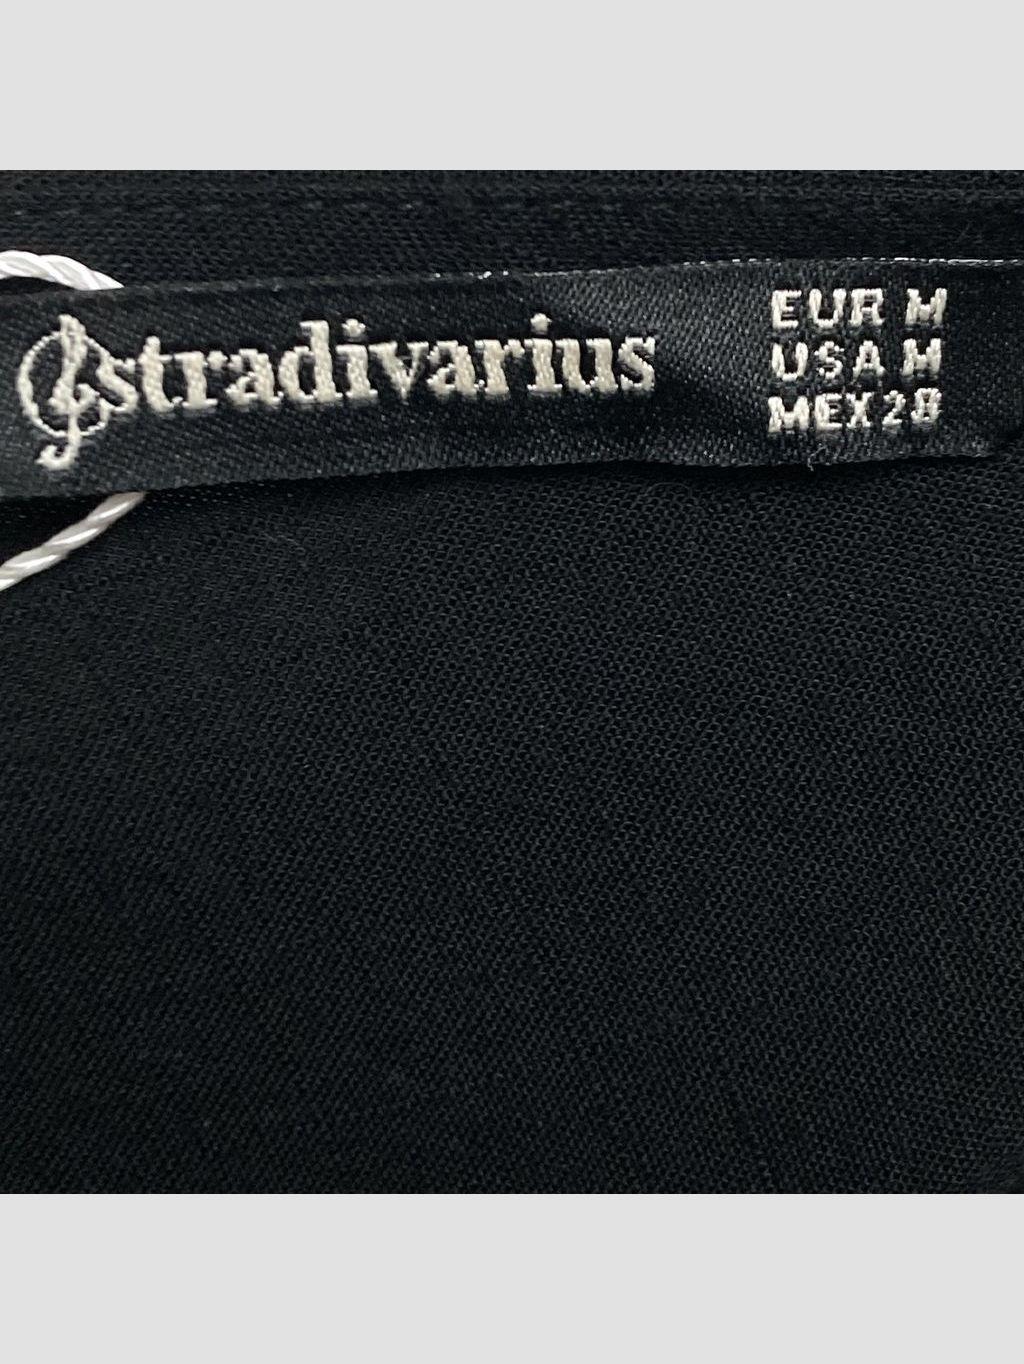 stradivarius
EUR M
USA M
MEX 28